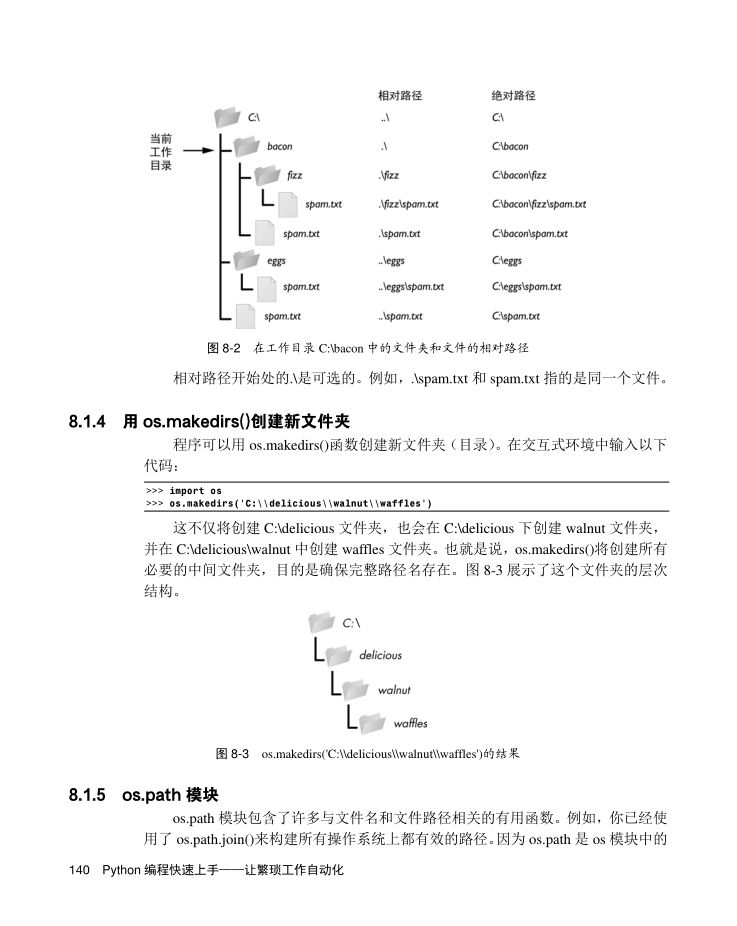 相对路径 绝对路径
C:\ ..\ C:\
当前
工作
目录
bacon .\ C:\bacon
fizz .\fizz C:\bacon\fizz
spam.txt .\fizz\spam.txt C:\bacon\fizz\spam.txt
spam.txt .\spam.txt C:\bacon\spam.txt
eggs ..\eggs C:\eggs
spam.txt ..\eggs\spam.txt C:\eggs\spam.txt
spam.txt ..\spam.txt C:\spam.txt
图 8-2 在工作目录 C:\bacon 中的文件夹和文件的相对路径
相对路径开始处的.\是可选的。例如，.\spam.txt 和 spam.txt 指的是同一个文件。
8.1.4 用 os.makedirs()创建新文件夹
程序可以用 os.makedirs()函数创建新文件夹（目录）。在交互式环境中输入以下
代码：
>>> import os
>>> os.makedirs('C:\\delicious\\walnut\\waffles')
这不仅将创建 C:\delicious 文件夹，也会在 C:\delicious 下创建 walnut 文件夹，
并在 C:\delicious\walnut 中创建 waffles 文件夹。也就是说，os.makedirs()将创建所有
必要的中间文件夹，目的是确保完整路径名存在。图 8-3 展示了这个文件夹的层次
结构。
C:\
delicious
walnut
waffles
图 8-3 os.makedirs('C:\\delicious\\walnut\\waffles')的结果
8.1.5 os.path 模块
os.path 模块包含了许多与文件名和文件路径相关的有用函数。例如，你已经使
用了 os.path.join()来构建所有操作系统上都有效的路径。因为 os.path 是 os 模块中的
140 Python 编程快速上手——让繁琐工作自动化